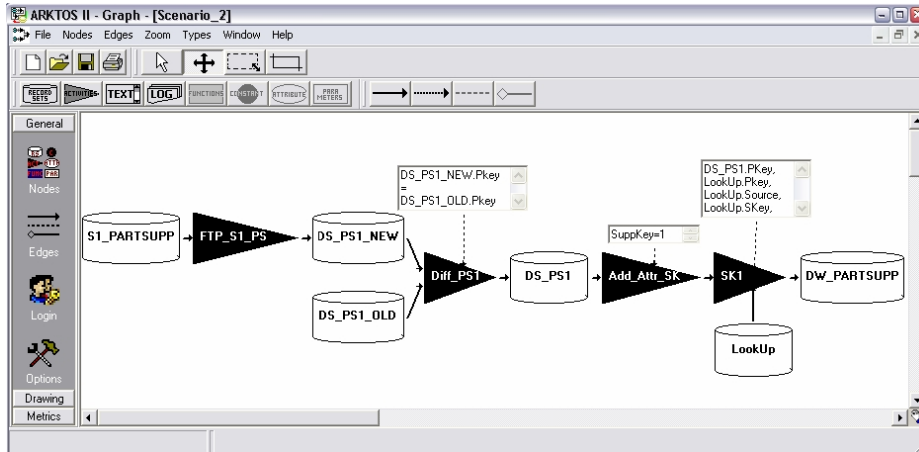 ARKTOS II - Graph - [Scenario_2]
File Nodes Edges Zoom Types Window Help
RECORD SETS ACTIVITIES TEXT LOG FUNCTIONS CONSTANT ATTRIBUTE PARA METERS
General
Nodes
Edges
Login
Options
Drawing
Metrics
DS_PS1_NEW.Pkey
=
DS_PS1_OLD.Pkey
DS_PS1.PKey,
LookUp.Pkey,
LookUp.Source,
LookUp.SKey,
SuppKey=1
S1_PARTSUPP
FTP_S1_PS
DS_PS1_NEW
DS_PS1_OLD
Diff_PS1
DS_PS1
Add_Attr_SK
SK1
DW_PARTSUPP
LookUp